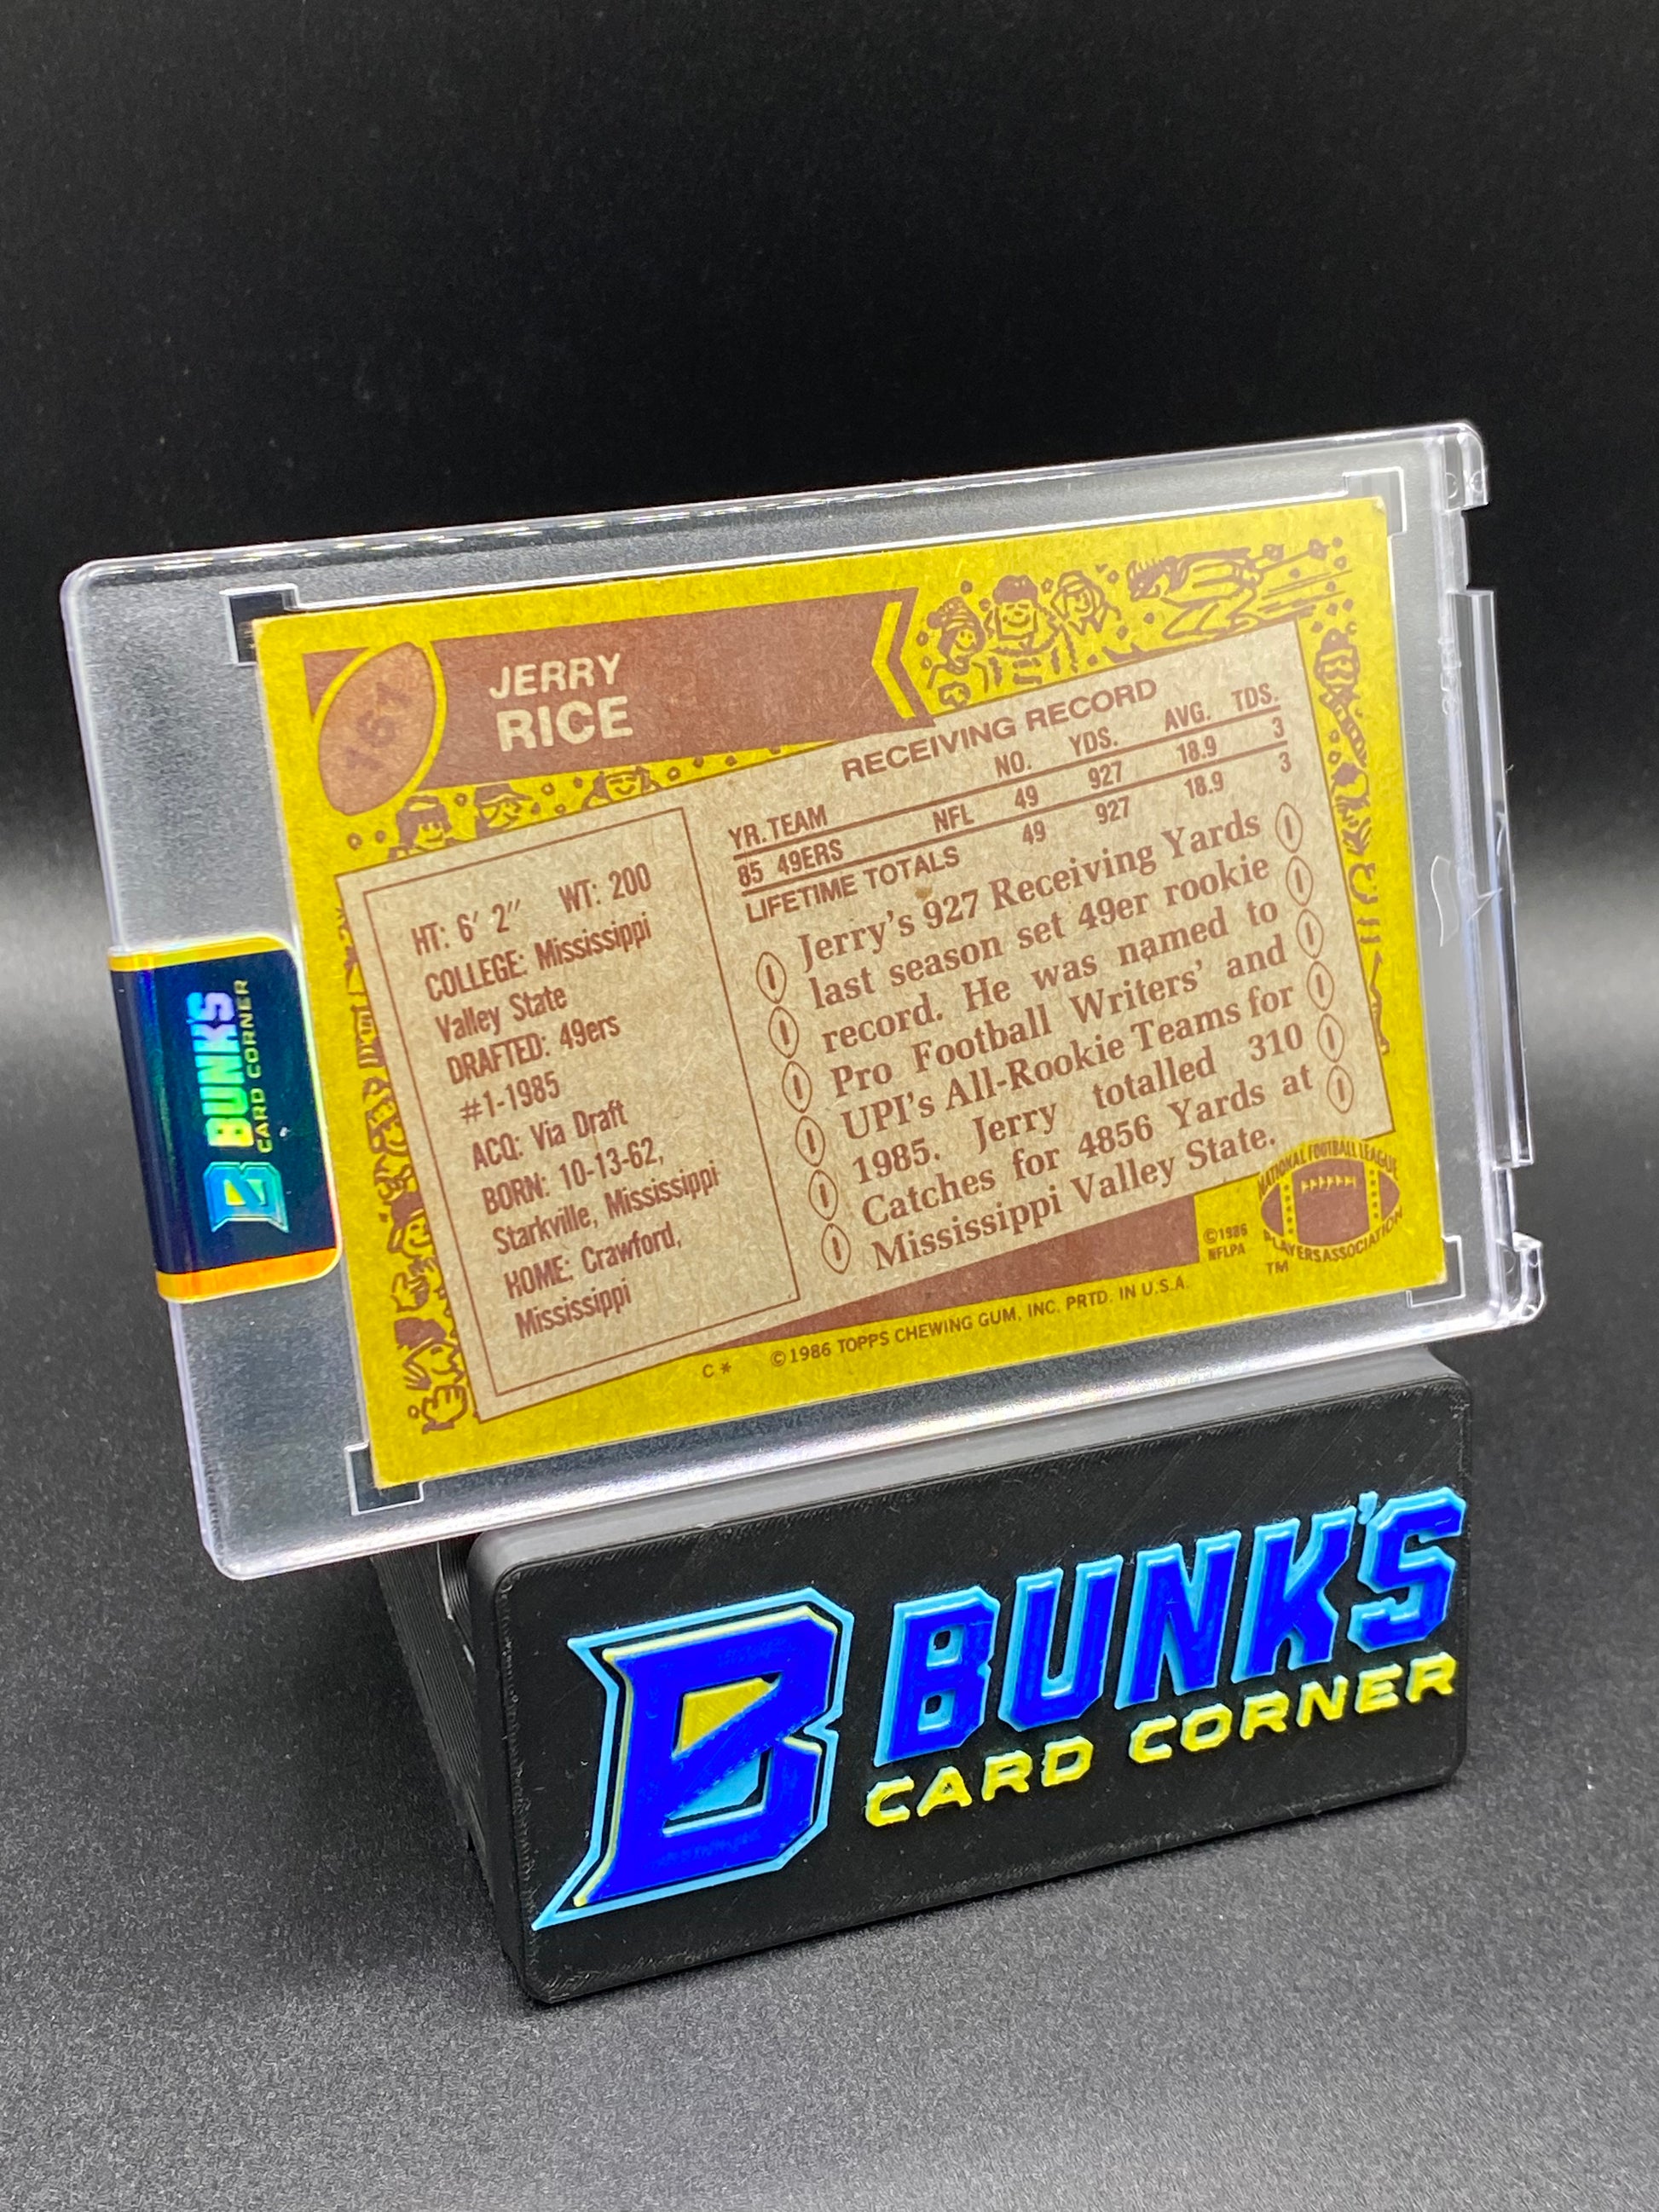 161
JERRY
RICE
RECEIVING RECORD
YR. TEAM NO. YDS. AVG. TDS.
85 49ERS NFL 49 927 18.9 3
LIFETIME TOTALS 49 927 18.9 3
HT: 6′ 2″ WT: 200
COLLEGE: Mississippi
Valley State
DRAFTED: 49ers
#1-1985
ACQ: Via Draft
BORN: 10-13-62,
Starkville, Mississippi
HOME: Crawford,
Mississippi
Jerry's 927 Receiving Yards
last season set 49er rookie
record. He was named to
Pro Football Writers' and
UPI's All-Rookie Teams for
1985. Jerry totalled 310
Catches for 4856 Yards at
Mississippi Valley State.
NATIONAL FOOTBALL LEAGUE
PLAYERS ASSOCIATION
TM
©1986
NFLPA
C* ©1986 TOPPS CHEWING GUM, INC. PRTD. IN U.S.A.
B BUNK'S
CARD CORNER
B BUNK'S
CARD CORNER